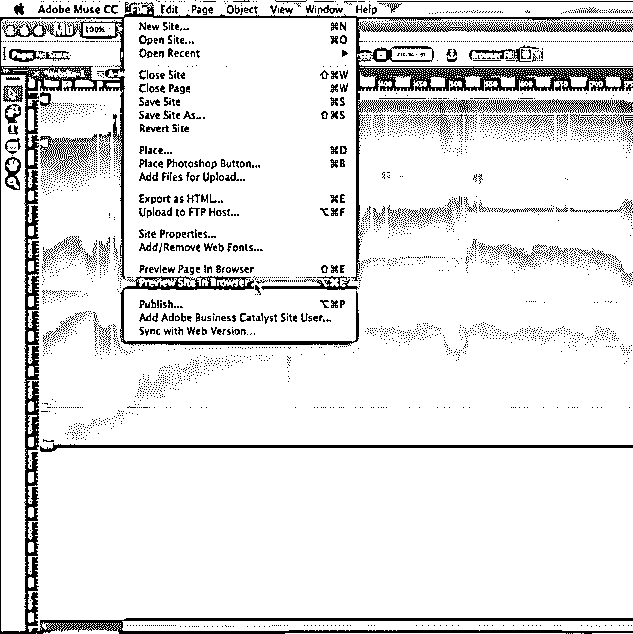 Adobe Muse CC File Edit Page Object View Window Help
100%
New Site... ⌘N
Open Site... ⌘O
Open Recent ▶
Close Site ⇧⌘W
Close Page ⌘W
Save Site ⌘S
Save Site As... ⇧⌘S
Revert Site
Place... ⌘D
Place Photoshop Button... ⌘B
Add Files for Upload...
Export as HTML... ⌘E
Upload to FTP Host... ⌥⌘F
Site Properties...
Add/Remove Web Fonts...
Preview Page In Browser ⇧⌘E
Preview Site In Browser ⌥⌘E
Publish... ⌥⌘P
Add Adobe Business Catalyst Site User...
Sync with Web Version...